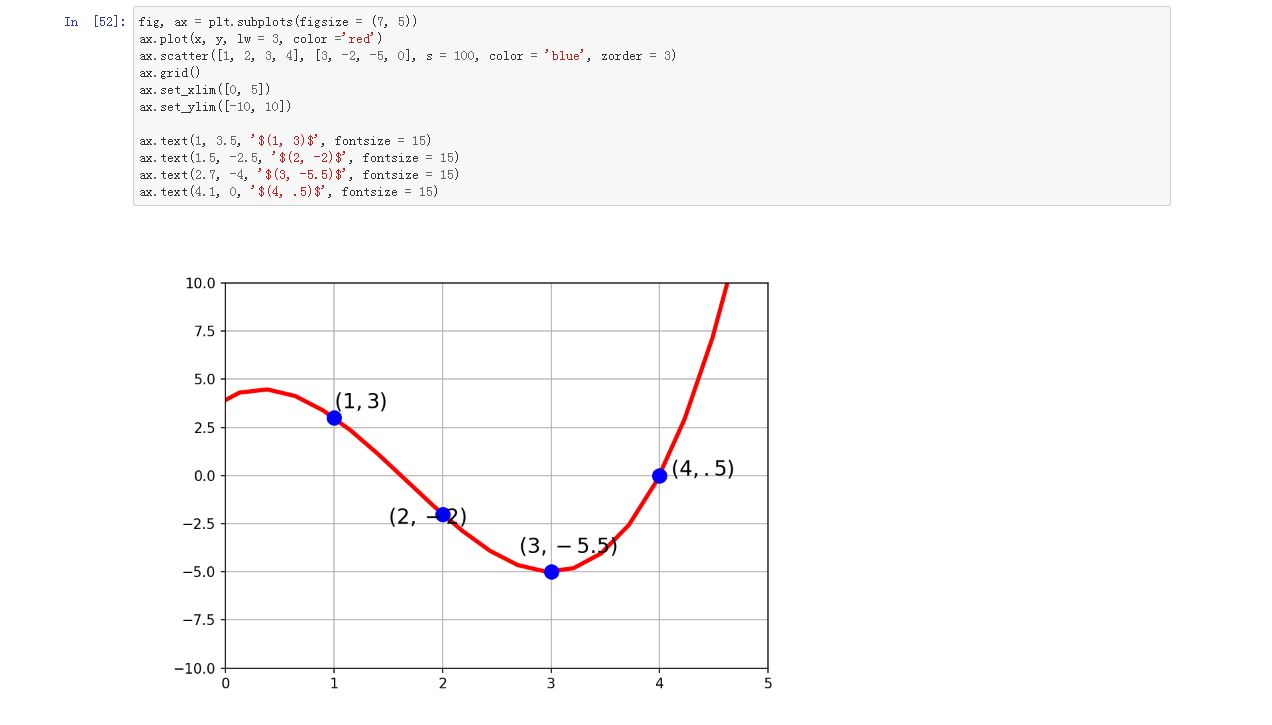 In [52]: fig, ax = plt.subplots(figsize = (7, 5))
ax.plot(x, y, lw = 3, color ='red')
ax.scatter([1, 2, 3, 4], [3, -2, -5, 0], s = 100, color = 'blue', zorder = 3)
ax.grid()
ax.set_xlim([0, 5])
ax.set_ylim([-10, 10])
ax.text(1, 3.5, '$(1, 3)$', fontsize = 15)
ax.text(1.5, -2.5, '$(2, -2)$', fontsize = 15)
ax.text(2.7, -4, '$(3, -5.5)$', fontsize = 15)
ax.text(4.1, 0, '$(4, .5)$', fontsize = 15)
10.0
7.5
5.0
(1, 3)
2.5
0.0
(4, . 5)
(2, −2)
−2.5
(3, −5.5)
−5.0
−7.5
−10.0
0 1 2 3 4 5